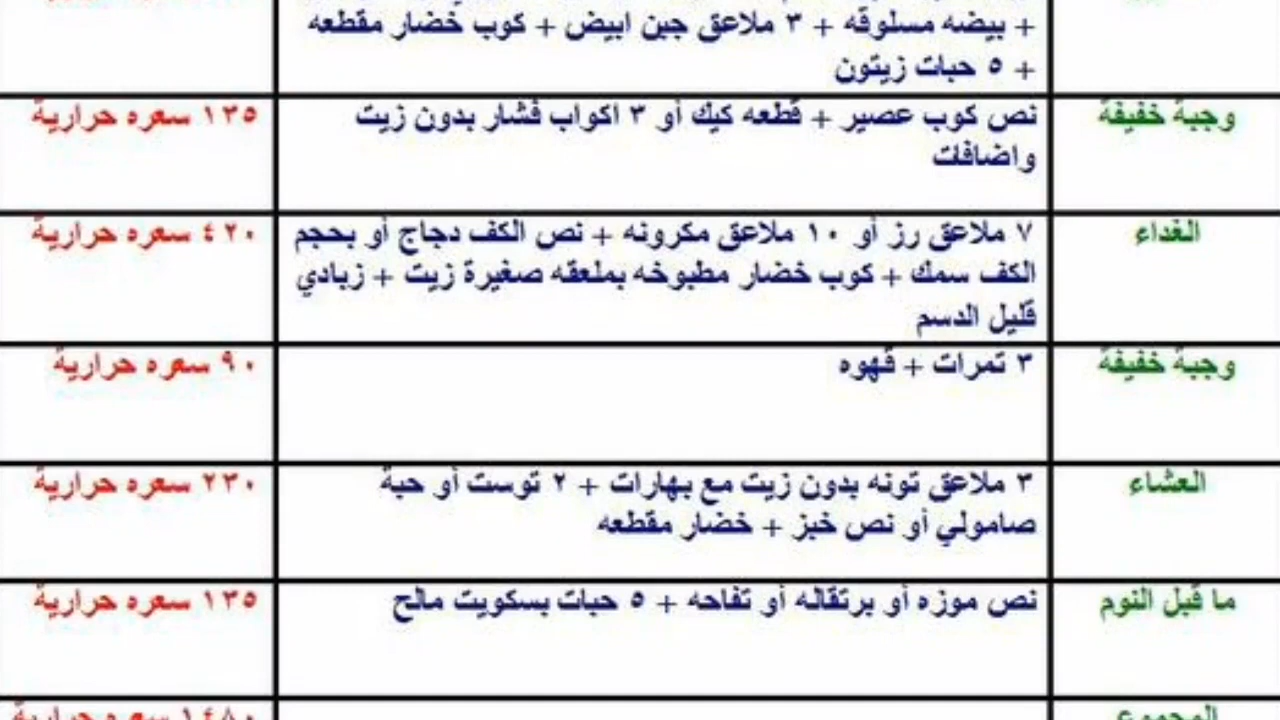 + بيضه مسلوقه + ٣ ملاعق جبن ابيض + كوب خضار مقطعه
+ ٥ حبات زيتون
وجبة خفيفة
نص كوب عصير + قطعه كيك أو ٣ اكواب فشار بدون زيت
واضافات
١٣٥ سعره حرارية
الغداء
٧ ملاعق رز أو ١٠ ملاعق مكرونه + نص الكف دجاج أو بحجم
الكف سمك + كوب خضار مطبوخه بملعقه صغيرة زيت + زبادي
قليل الدسم
٤٢٠ سعره حرارية
وجبة خفيفة
٣ تمرات + قهوه
٩٠ سعره حرارية
العشاء
٣ ملاعق تونه بدون زيت مع بهارات + ٢ توست أو حبة
صامولي أو نص خبز + خضار مقطعه
٢٣٠ سعره حرارية
ما قبل النوم
نص موزه أو برتقاله أو تفاحه + ٥ حبات بسكويت مالح
١٣٥ سعره حرارية
المجموع
١٤٨٠ سعره حرارية